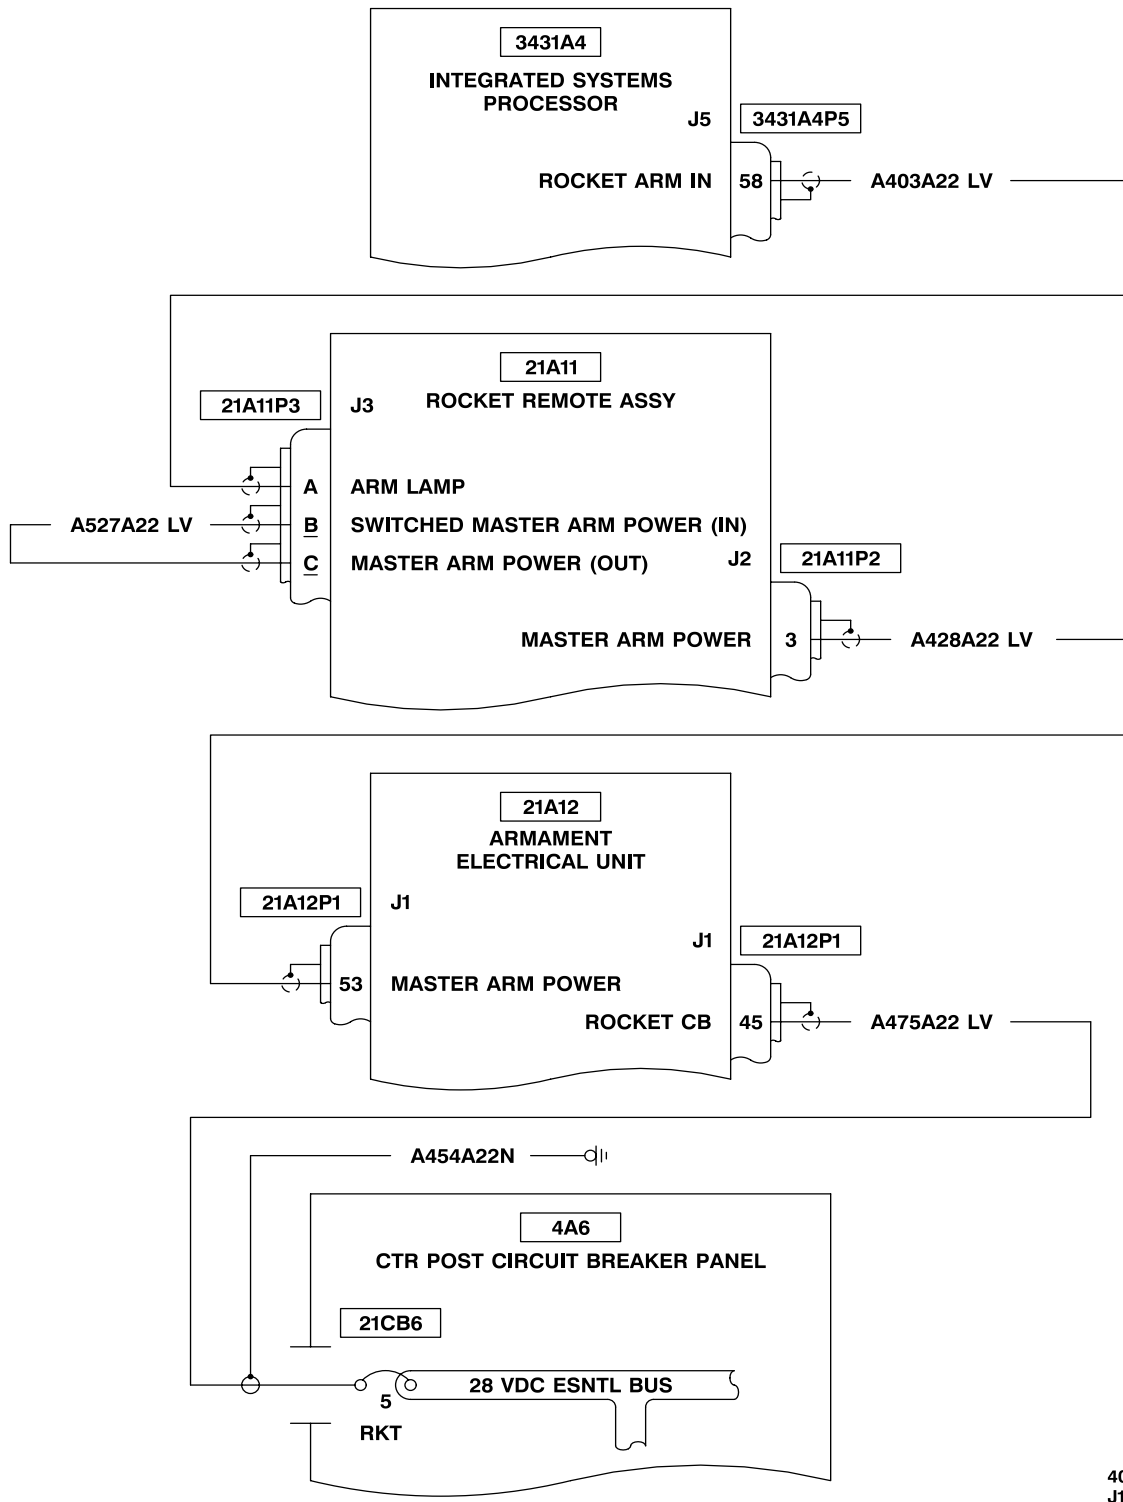 3431A4
INTEGRATED SYSTEMS
PROCESSOR
J5
3431A4P5
ROCKET ARM IN
58
A403A22 LV
21A11
ROCKET REMOTE ASSY
21A11P3
J3
A
ARM LAMP
A527A22 LV
B
SWITCHED MASTER ARM POWER (IN)
C
MASTER ARM POWER (OUT)
J2
21A11P2
MASTER ARM POWER
3
A428A22 LV
21A12
ARMAMENT
ELECTRICAL UNIT
21A12P1
J1
J1
21A12P1
53
MASTER ARM POWER
ROCKET CB
45
A475A22 LV
A454A22N
4A6
CTR POST CIRCUIT BREAKER PANEL
21CB6
28 VDC ESNTL BUS
5
RKT